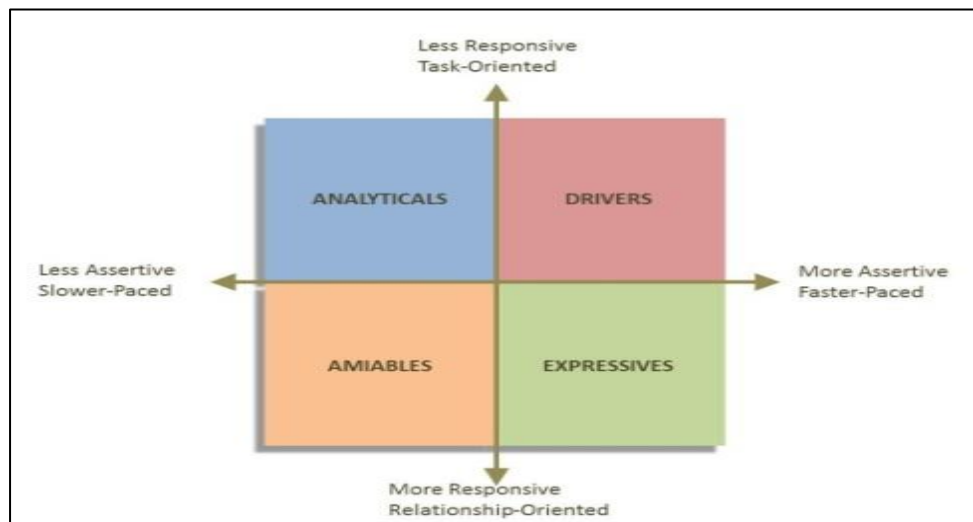 Less Responsive
Task-Oriented
ANALYTICALS
DRIVERS
Less Assertive
Slower-Paced
More Assertive
Faster-Paced
AMIABLES
EXPRESSIVES
More Responsive
Relationship-Oriented